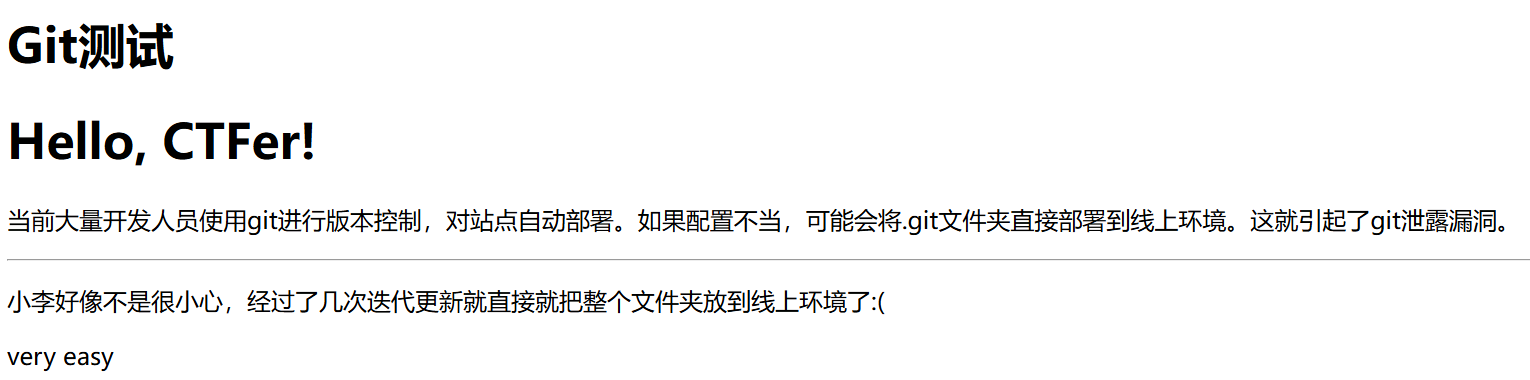 Git测试
Hello, CTFer!
当前大量开发人员使用git进行版本控制，对站点自动部署。如果配置不当，可能会将.git文件夹直接部署到线上环境。这就引起了git泄露漏洞。
小李好像不是很小心，经过了几次迭代更新就直接就把整个文件夹放到线上环境了:(
very easy